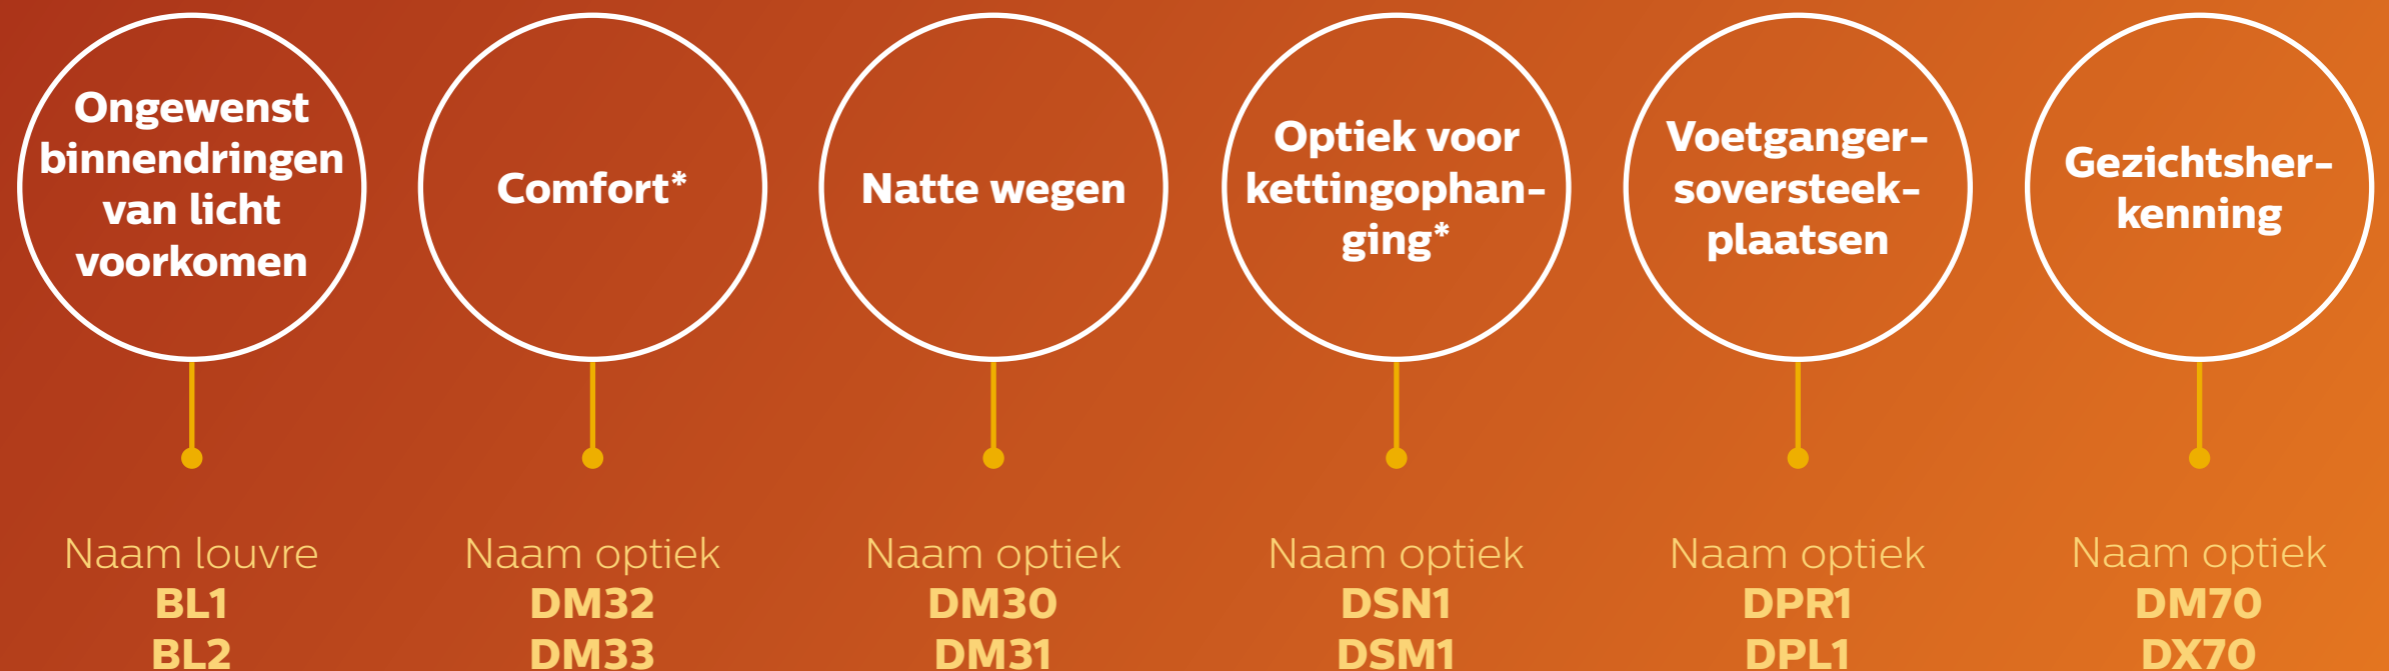 Ongewenst
binnendringen
van licht
voorkomen
Comfort*
Natte wegen
Optiek voor
kettingophan-
ging*
Voetganger-
soversteek-
plaatsen
Gezichtsher-
kenning
Naam louvre
BL1
BL2
Naam optiek
DM32
DM33
Naam optiek
DM30
DM31
Naam optiek
DSN1
DSM1
Naam optiek
DPR1
DPL1
Naam optiek
DM70
DX70